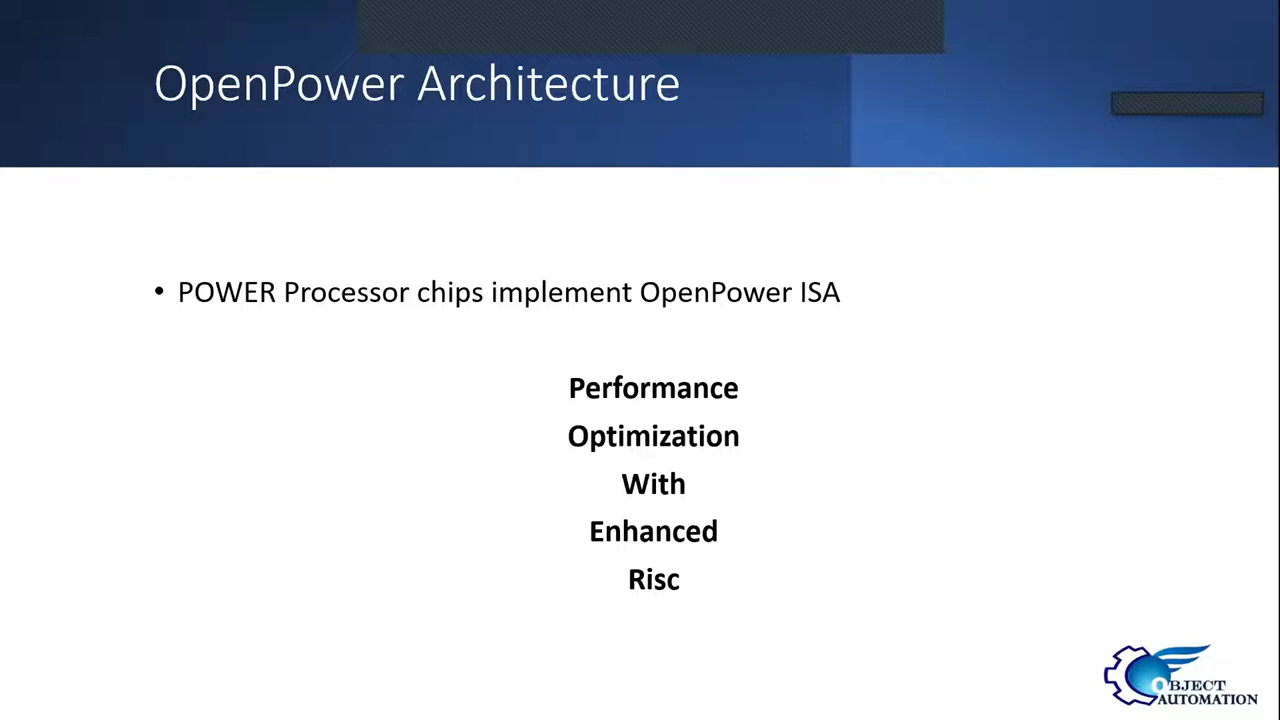 OpenPower Architecture
• POWER Processor chips implement OpenPower ISA
Performance
Optimization
With
Enhanced
Risc
OBJECT
AUTOMATION